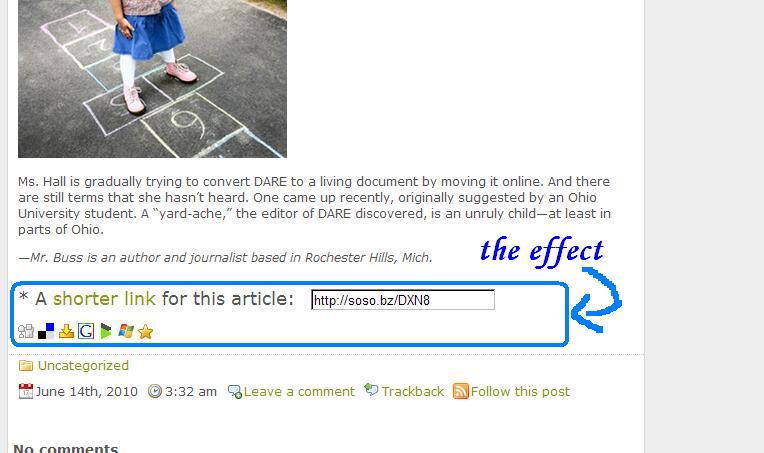 Ms. Hall is gradually trying to convert DARE to a living document by moving it online. And there
are still terms that she hasn’t heard. One came up recently, originally suggested by an Ohio
University student. A “yard-ache,” the editor of DARE discovered, is an unruly child—at least in
parts of Ohio.
—Mr. Buss is an author and journalist based in Rochester Hills, Mich.
the effect
* A shorter link for this article: http://soso.bz/DXN8
Uncategorized
June 14th, 2010 3:32 am Leave a comment Trackback Follow this post
No comments